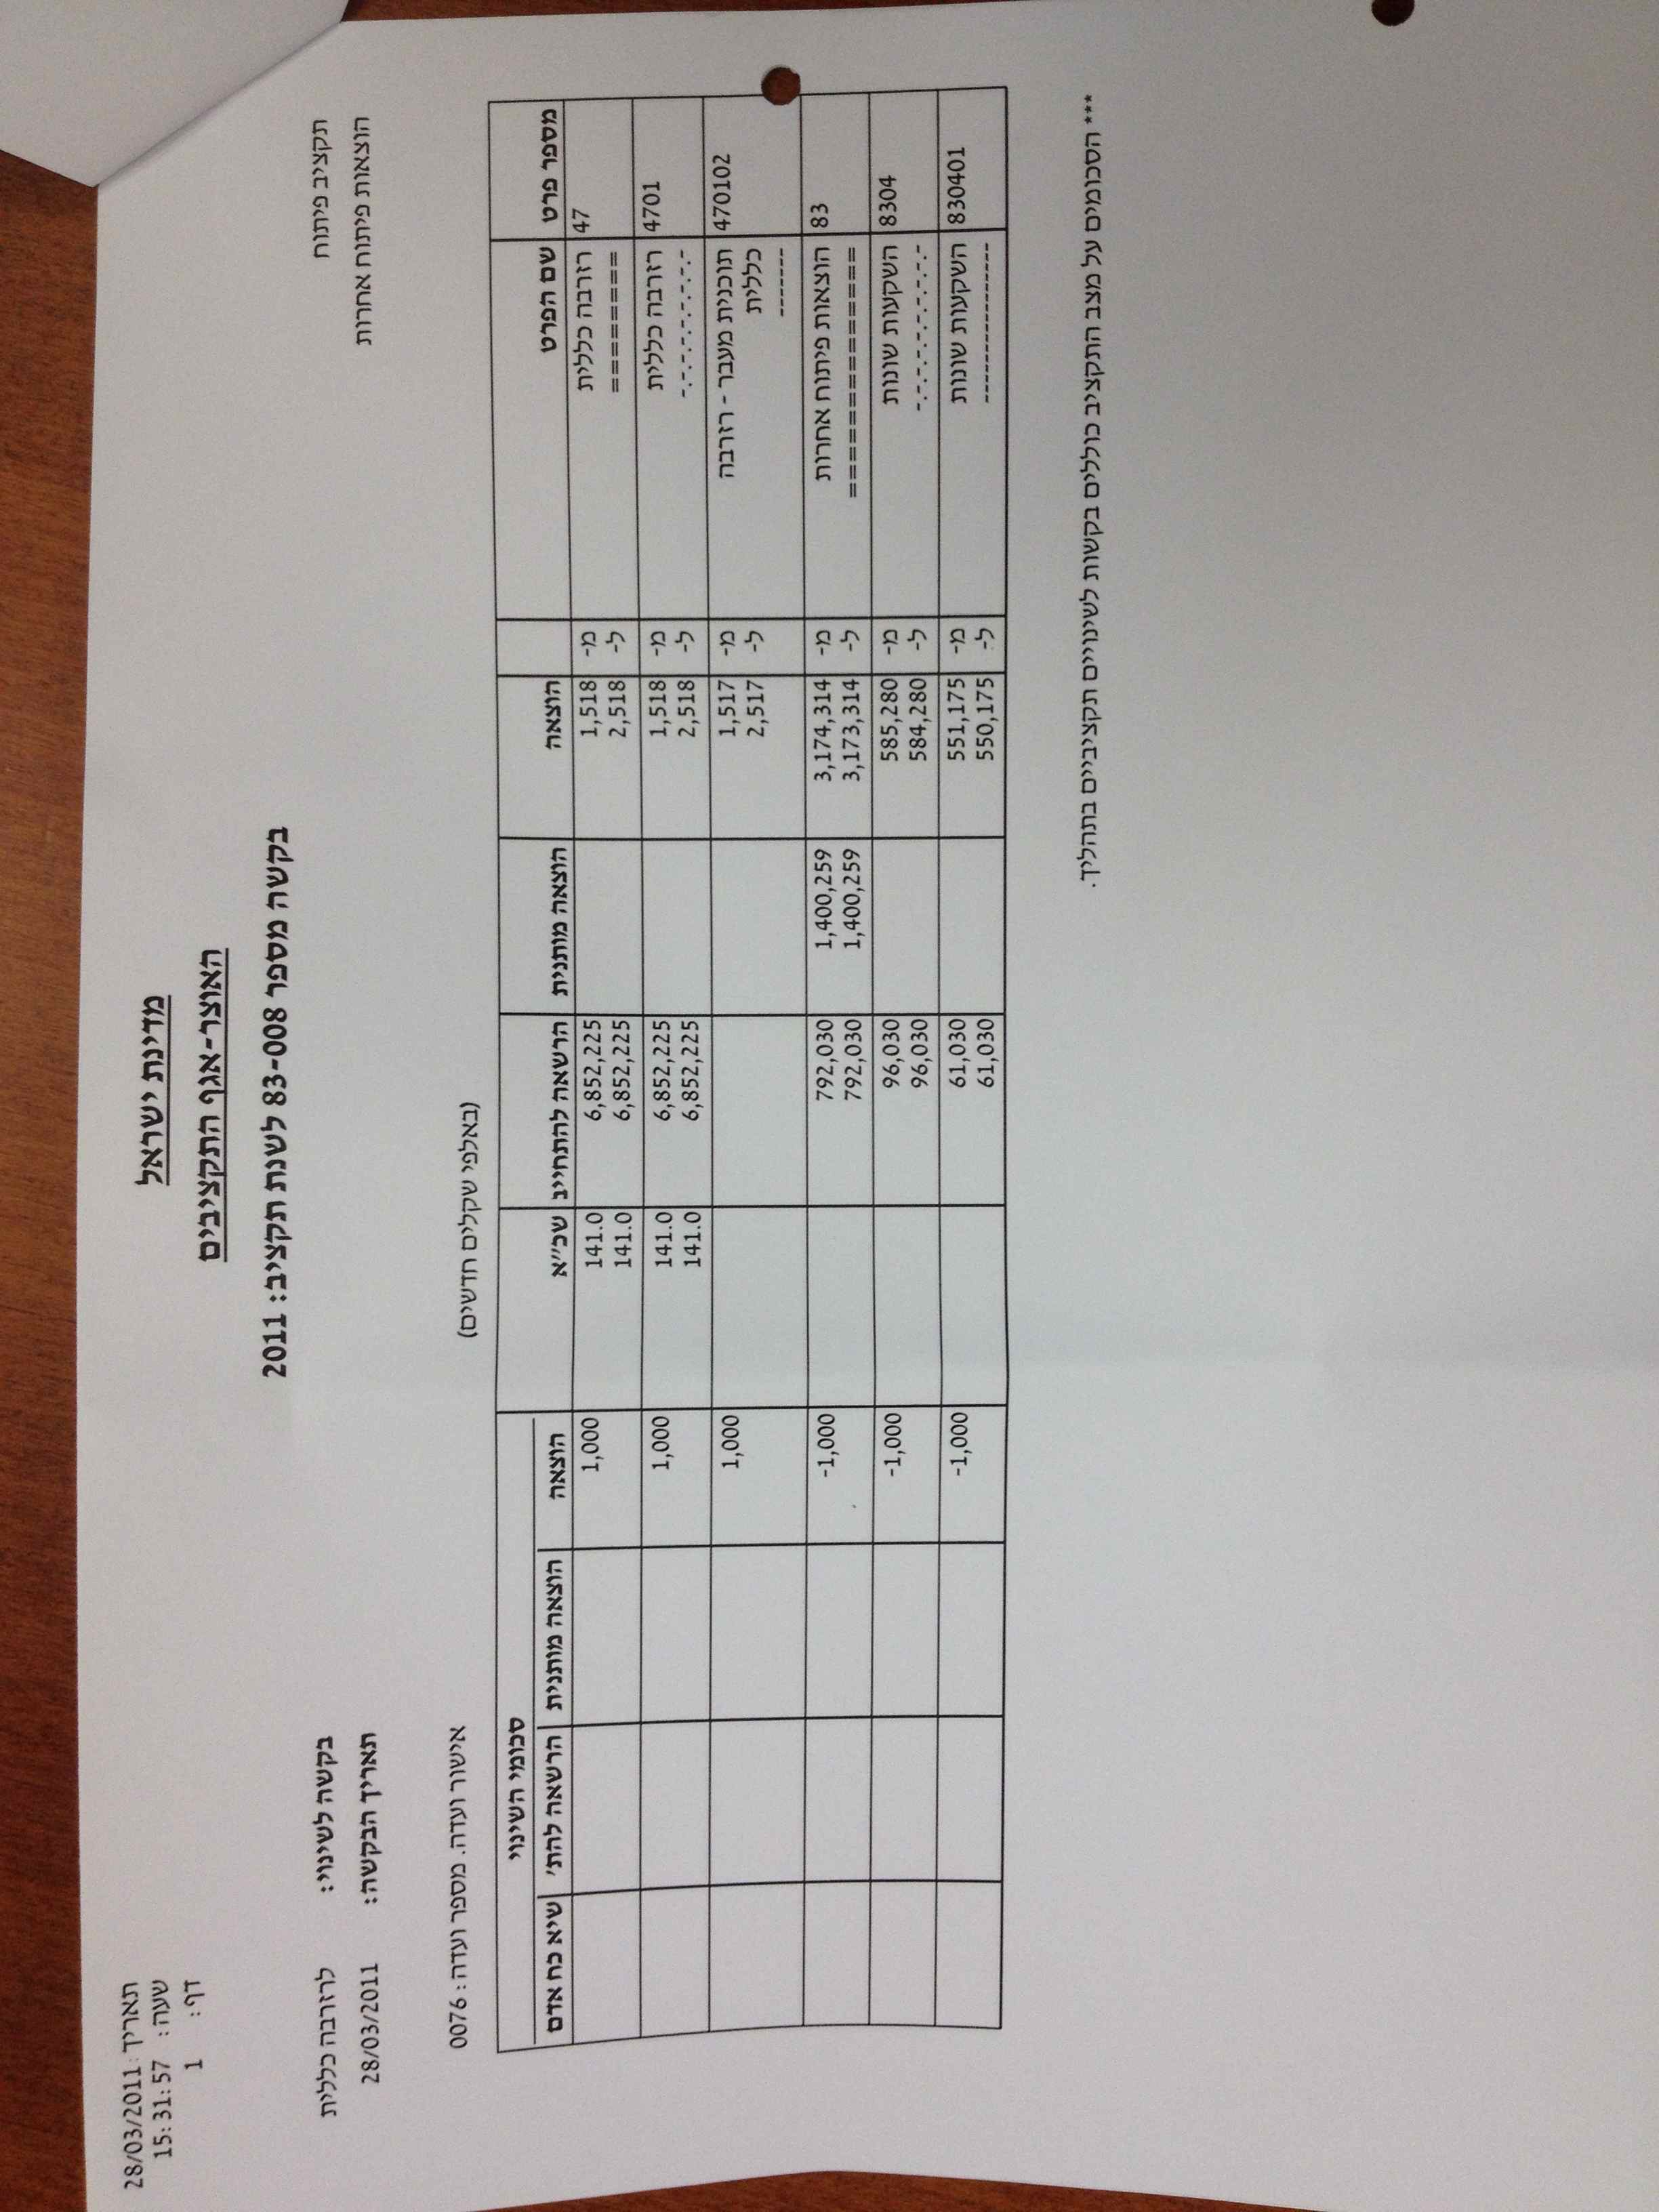 תאריך: 28/03/2011
שעה: 15:31:57
דף: 1
מדינת ישראל
האוצר-אגף התקציבים
בקשה מספר 83-008 לשנת תקציב: 2011
תקציב פיתוח
בקשה לשינוי: לרזרבה כללית
הוצאות פיתוח אחרות
תאריך הבקשה: 28/03/2011
(באלפי שקלים חדשים)
אישור ועדה. מספר ועדה: 0076
סכומי השינוי
מספר פרט שם הפרט הוצאה הוצאה מותנית הרשאה להתחייב שכ״א הוצאה הוצאה מותנית הרשאה להת׳ שיא כח אדם
47 רזרבה כללית מ- 1,518 6,852,225 141.0 1,000
======= ל- 2,518 6,852,225 141.0
4701 רזרבה כללית מ- 1,518 6,852,225 141.0 1,000
-.-.-.-.-.-.- ל- 2,518 6,852,225 141.0
470102 תוכנית מעבר - רזרבה מ- 1,517 1,000
כללית ל- 2,517
-------
83 הוצאות פיתוח אחרות מ- 3,174,314 1,400,259 792,030 -1,000
============= ל- 3,173,314 1,400,259 792,030
8304 השקעות שונות מ- 585,280 96,030 -1,000
-.-.-.-.-.-.-.- ל- 584,280 96,030
830401 השקעות שונות מ- 551,175 61,030 -1,000
--------------- ל- 550,175 61,030
*** הסכומים על מצב התקציב כוללים בקשות לשינויים תקציביים בתהליך.